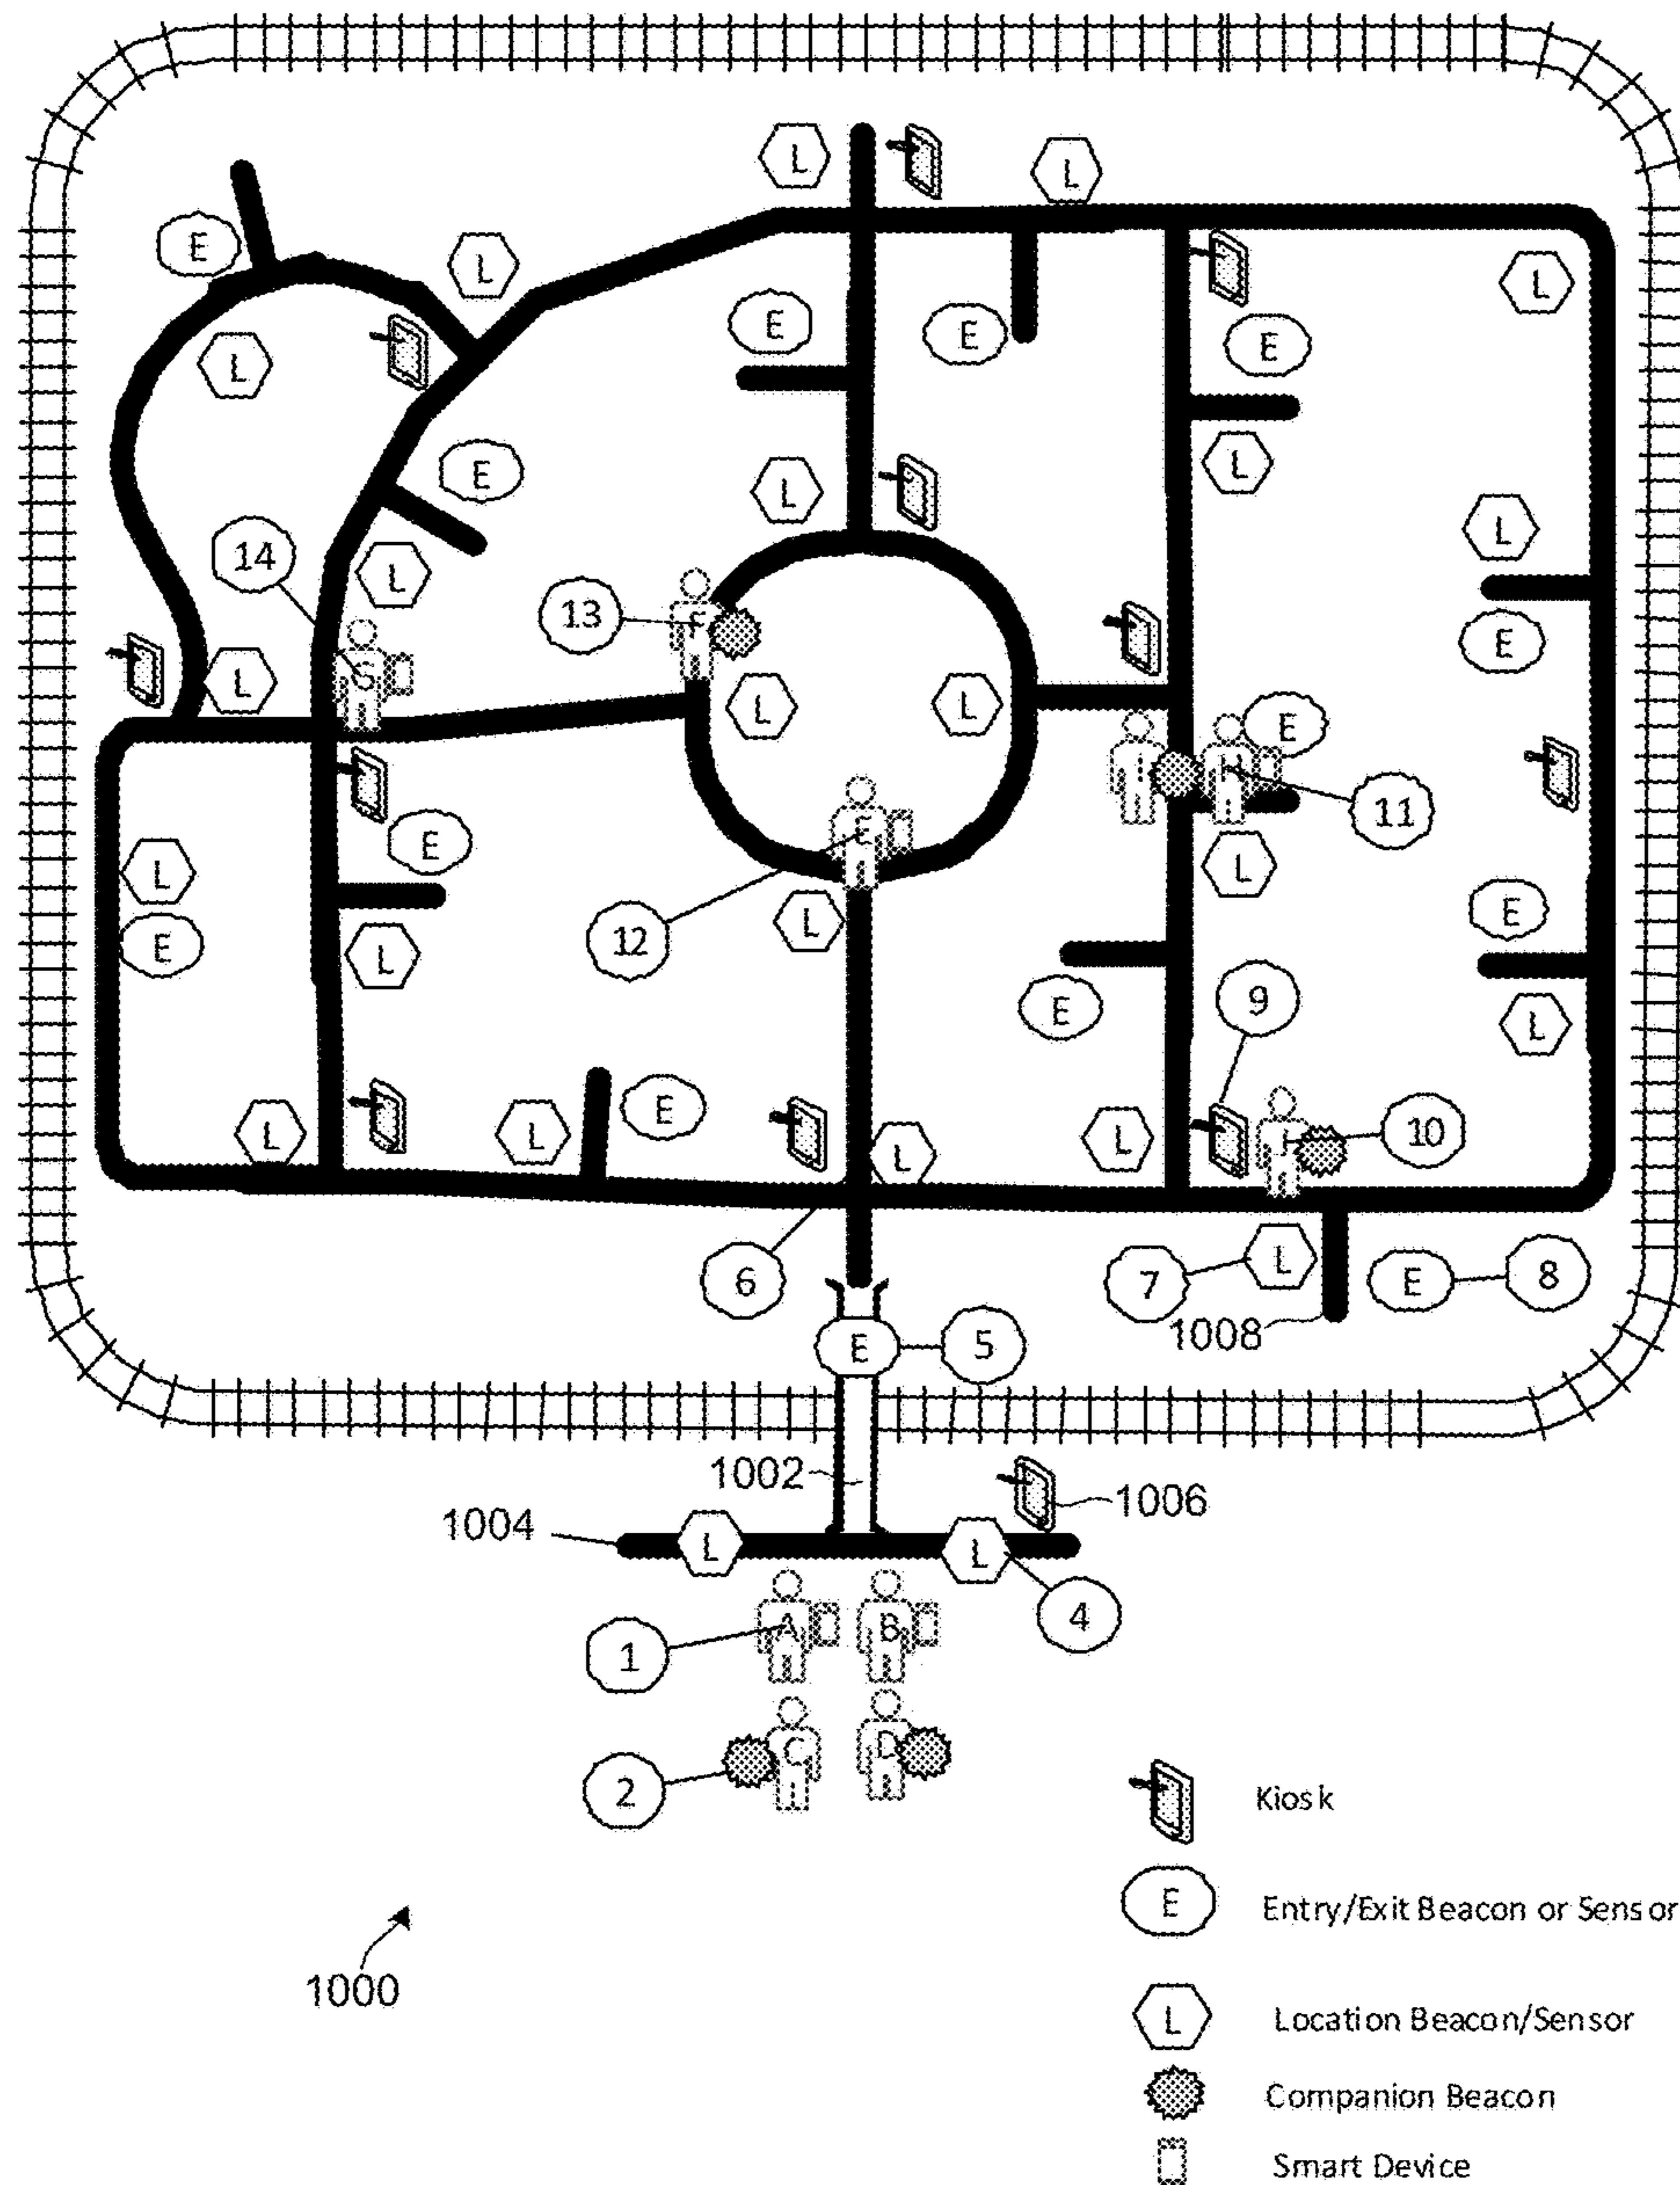 L
L
E
L
L
E
E
E
L
L
E
L
L
L
14
L
13
F
E
L
G
L
L
E
H
11
E
E
L
L
12
L
E
E
L
9
E
L
E
10
L
L
L
L
6
7
L
E
8
1008
E
5
1002
1006
1004
L
L
4
1
A
B
2
C
D
Kiosk
E
Entry/Exit Beacon or Sensor
1000
L
Location Beacon/Sensor
Companion Beacon
Smart Device